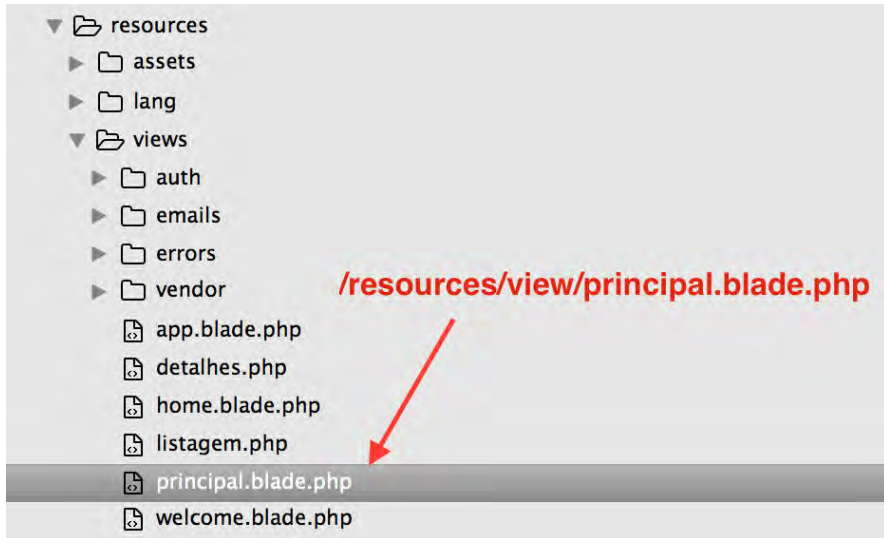 resources
assets
lang
views
auth
emails
errors
vendor
/resources/view/principal.blade.php
app.blade.php
detalhes.php
home.blade.php
listagem.php
principal.blade.php
welcome.blade.php